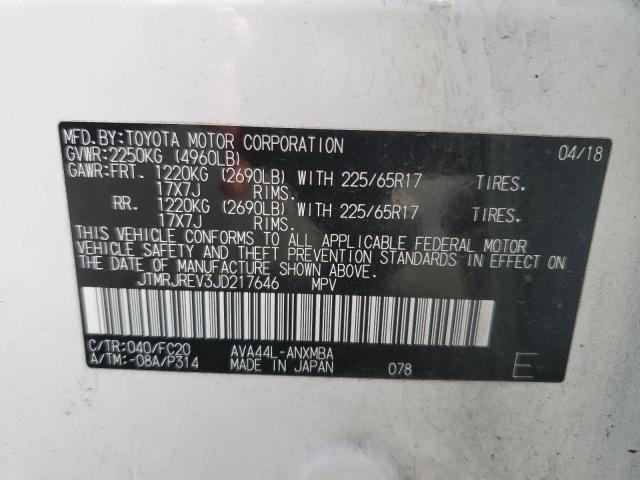 MFD.BY:TOYOTA MOTOR CORPORATION 04/18
GVWR:2250KG (4960LB)
GAWR:FRT. 1220KG (2690LB) WITH 225/65R17 TIRES.
17X7J RIMS.
RR. 1220KG (2690LB) WITH 225/65R17 TIRES.
17X7J RIMS.
THIS VEHICLE CONFORMS TO ALL APPLICABLE FEDERAL MOTOR
VEHICLE SAFETY AND THEFT PREVENTION STANDARDS IN EFFECT ON
THE DATE OF MANUFACTURE SHOWN ABOVE.
JTMRJREV3JD217646 MPV
C/TR:040/FC20 AVA44L-ANXMBA
A/TM:-08A/P314 MADE IN JAPAN 078 E